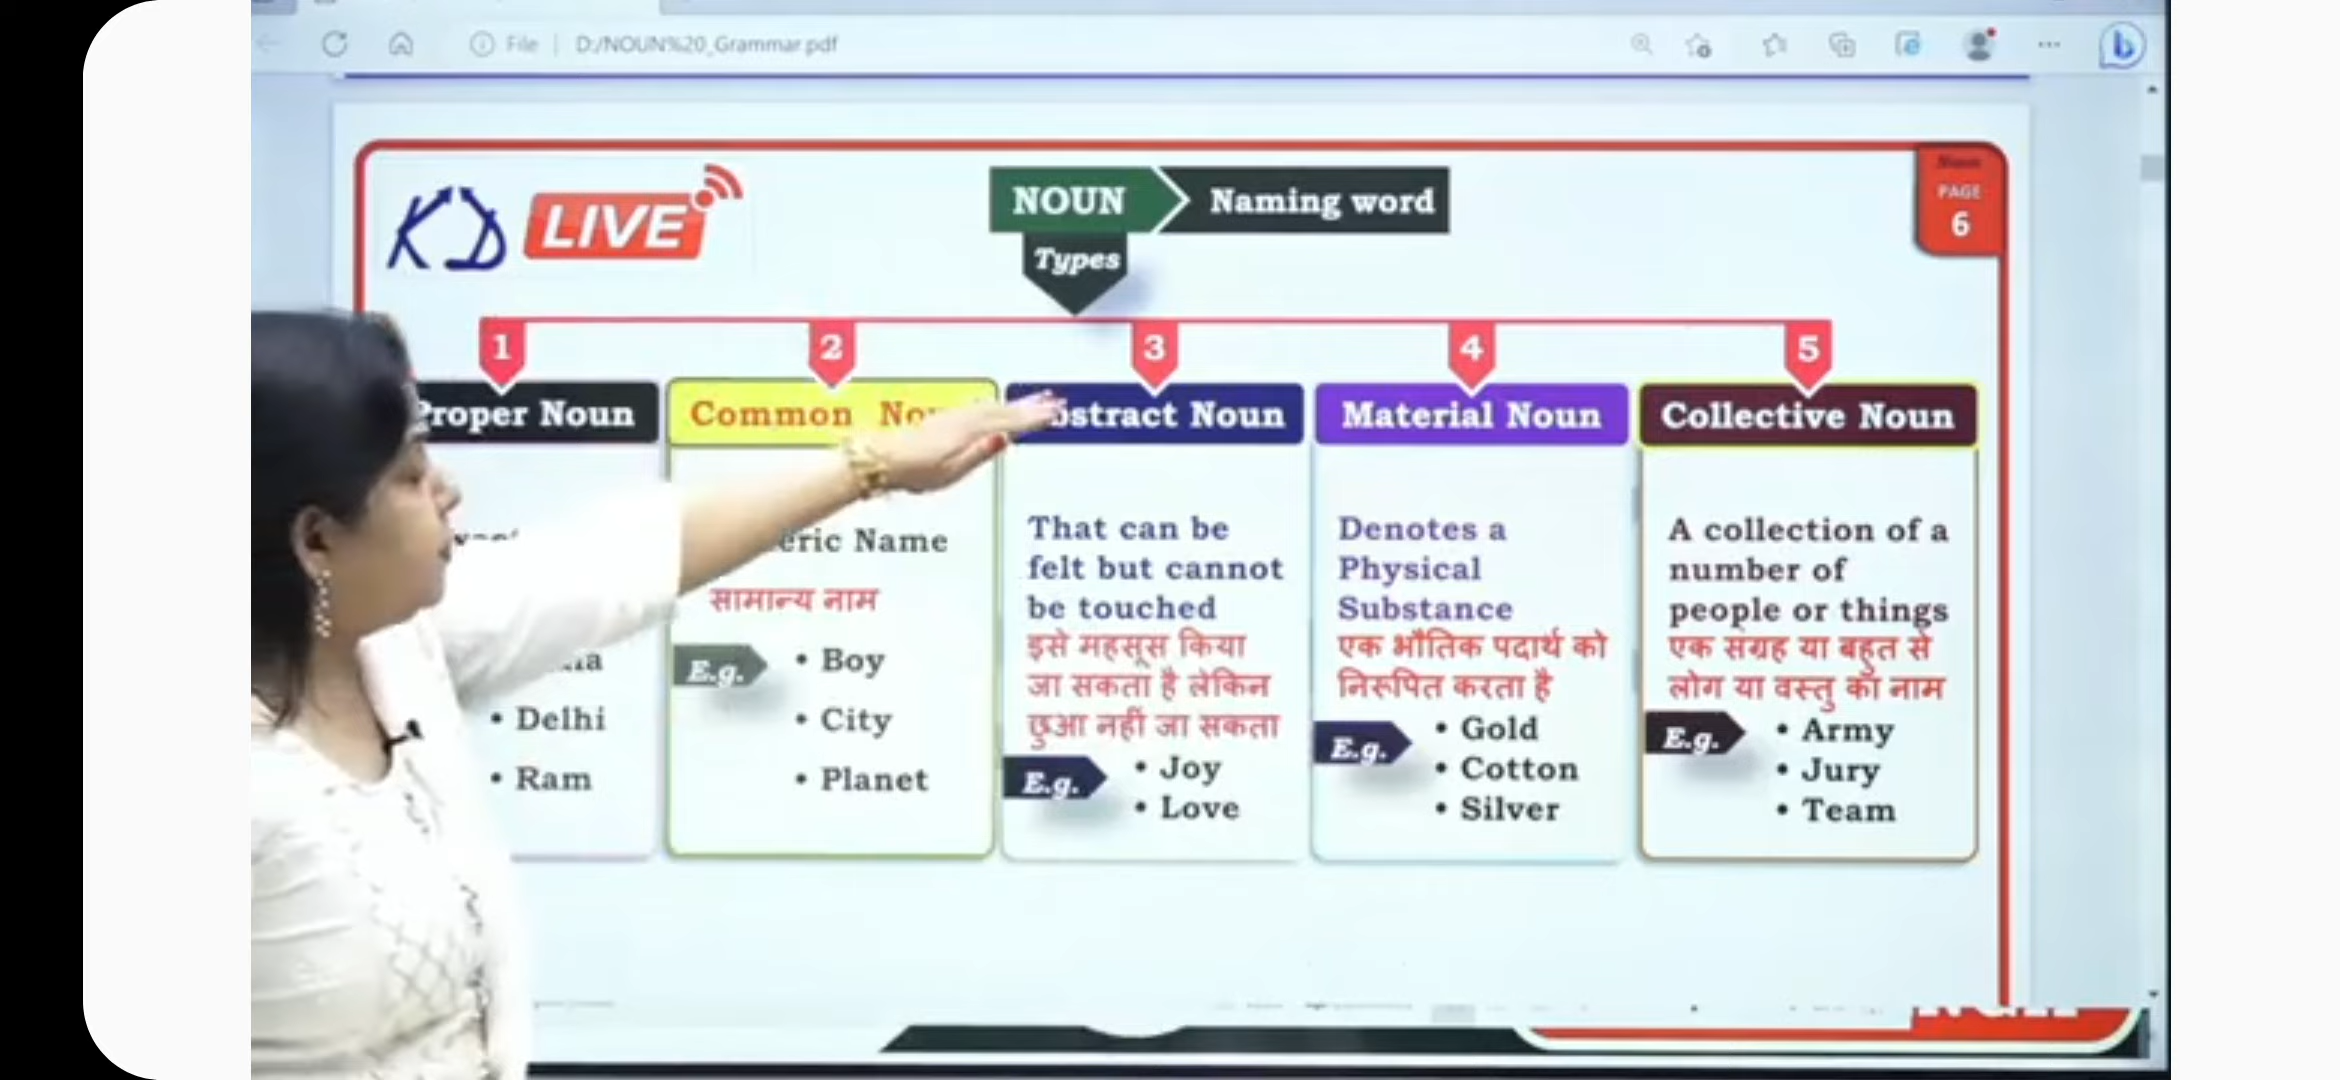 File | D:/NOUN%20_Grammar.pdf
KD LIVE
NOUN
Naming word
Types
PAGE
6
1
2
3
4
5
Proper Noun
Common
Abstract Noun
Material Noun
Collective Noun
Name
सामान्य नाम
That can be
felt but cannot
be touched
इसे महसूस किया
जा सकता है लेकिन
छुआ नहीं जा सकता
Denotes a
Physical
Substance
एक भौतिक पदार्थ को
निरूपित करता है
A collection of a
number of
people or things
एक संग्रह या बहुत से
लोग या वस्तु का नाम
• Delhi
• Ram
E.g.
• Boy
• City
• Planet
E.g.
• Joy
• Love
E.g.
• Gold
• Cotton
• Silver
E.g.
• Army
• Jury
• Team